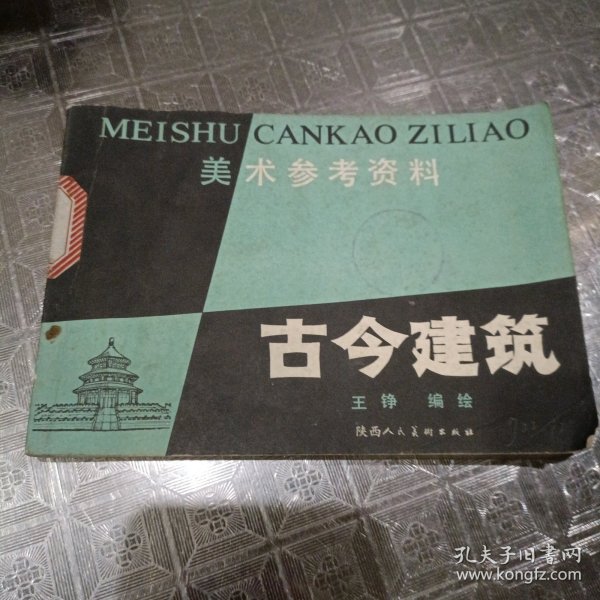 MEISHU CANKAO ZILIAO
美术参考资料
古今建筑
王铮 编绘
陕西人民美术出版社
孔夫子旧书网
www.kongfz.com